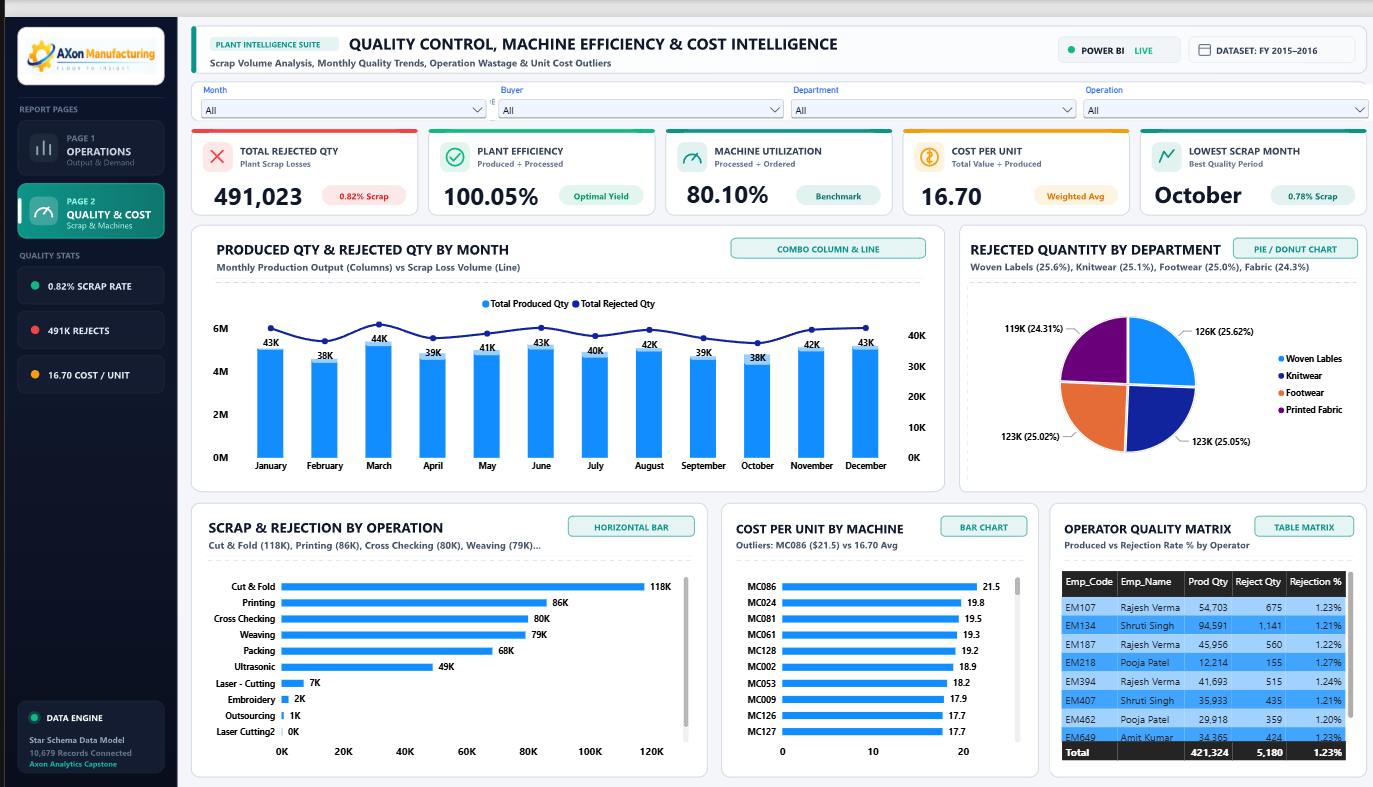 AXon Manufacturing
FLOOR TO INSIGHT
REPORT PAGES
PAGE 1
OPERATIONS
Output & Demand
PAGE 2
QUALITY & COST
Scrap & Machines
QUALITY STATS
0.82% SCRAP RATE
491K REJECTS
16.70 COST / UNIT
DATA ENGINE
Star Schema Data Model
10,679 Records Connected
Axon Analytics Capstone
PLANT INTELLIGENCE SUITE QUALITY CONTROL, MACHINE EFFICIENCY & COST INTELLIGENCE
Scrap Volume Analysis, Monthly Quality Trends, Operation Wastage & Unit Cost Outliers
POWER BI LIVE
DATASET: FY 2015–2016
Month Buyer Department Operation
All All All All
TOTAL REJECTED QTY
Plant Scrap Losses
491,023 0.82% Scrap
PLANT EFFICIENCY
Produced ÷ Processed
100.05% Optimal Yield
MACHINE UTILIZATION
Processed ÷ Ordered
80.10% Benchmark
COST PER UNIT
Total Value ÷ Produced
16.70 Weighted Avg
LOWEST SCRAP MONTH
Best Quality Period
October 0.78% Scrap
PRODUCED QTY & REJECTED QTY BY MONTH COMBO COLUMN & LINE
Monthly Production Output (Columns) vs Scrap Loss Volume (Line)
Total Produced Qty Total Rejected Qty
6M
4M
2M
0M
43K 38K 44K 39K 41K 43K 40K 42K 39K 38K 42K 43K
40K
30K
20K
10K
0K
January February March April May June July August September October November December
REJECTED QUANTITY BY DEPARTMENT PIE / DONUT CHART
Woven Labels (25.6%), Knitwear (25.1%), Footwear (25.0%), Fabric (24.3%)
119K (24.31%)
126K (25.62%)
123K (25.02%)
123K (25.05%)
Woven Lables
Knitwear
Footwear
Printed Fabric
SCRAP & REJECTION BY OPERATION HORIZONTAL BAR
Cut & Fold (118K), Printing (86K), Cross Checking (80K), Weaving (79K)...
Cut & Fold 118K
Printing 86K
Cross Checking 80K
Weaving 79K
Packing 68K
Ultrasonic 49K
Laser - Cutting 7K
Embroidery 2K
Outsourcing 1K
Laser Cutting2 0K
0K 20K 40K 60K 80K 100K 120K
COST PER UNIT BY MACHINE BAR CHART
Outliers: MC086 ($21.5) vs 16.70 Avg
MC086 21.5
MC024 19.8
MC081 19.5
MC061 19.3
MC128 19.2
MC002 18.9
MC053 18.2
MC009 17.9
MC126 17.7
MC127 17.7
0 10 20
OPERATOR QUALITY MATRIX TABLE MATRIX
Produced vs Rejection Rate % by Operator
Emp_Code Emp_Name Prod Qty Reject Qty Rejection %
EM107 Rajesh Verma 54,703 675 1.23%
EM134 Shruti Singh 94,591 1,141 1.21%
EM187 Rajesh Verma 45,956 560 1.22%
EM218 Pooja Patel 12,214 155 1.27%
EM394 Rajesh Verma 41,693 515 1.24%
EM407 Shruti Singh 35,933 435 1.21%
EM462 Pooja Patel 29,918 359 1.20%
EM649 Amit Kumar 34,365 424 1.23%
Total 421,324 5,180 1.23%